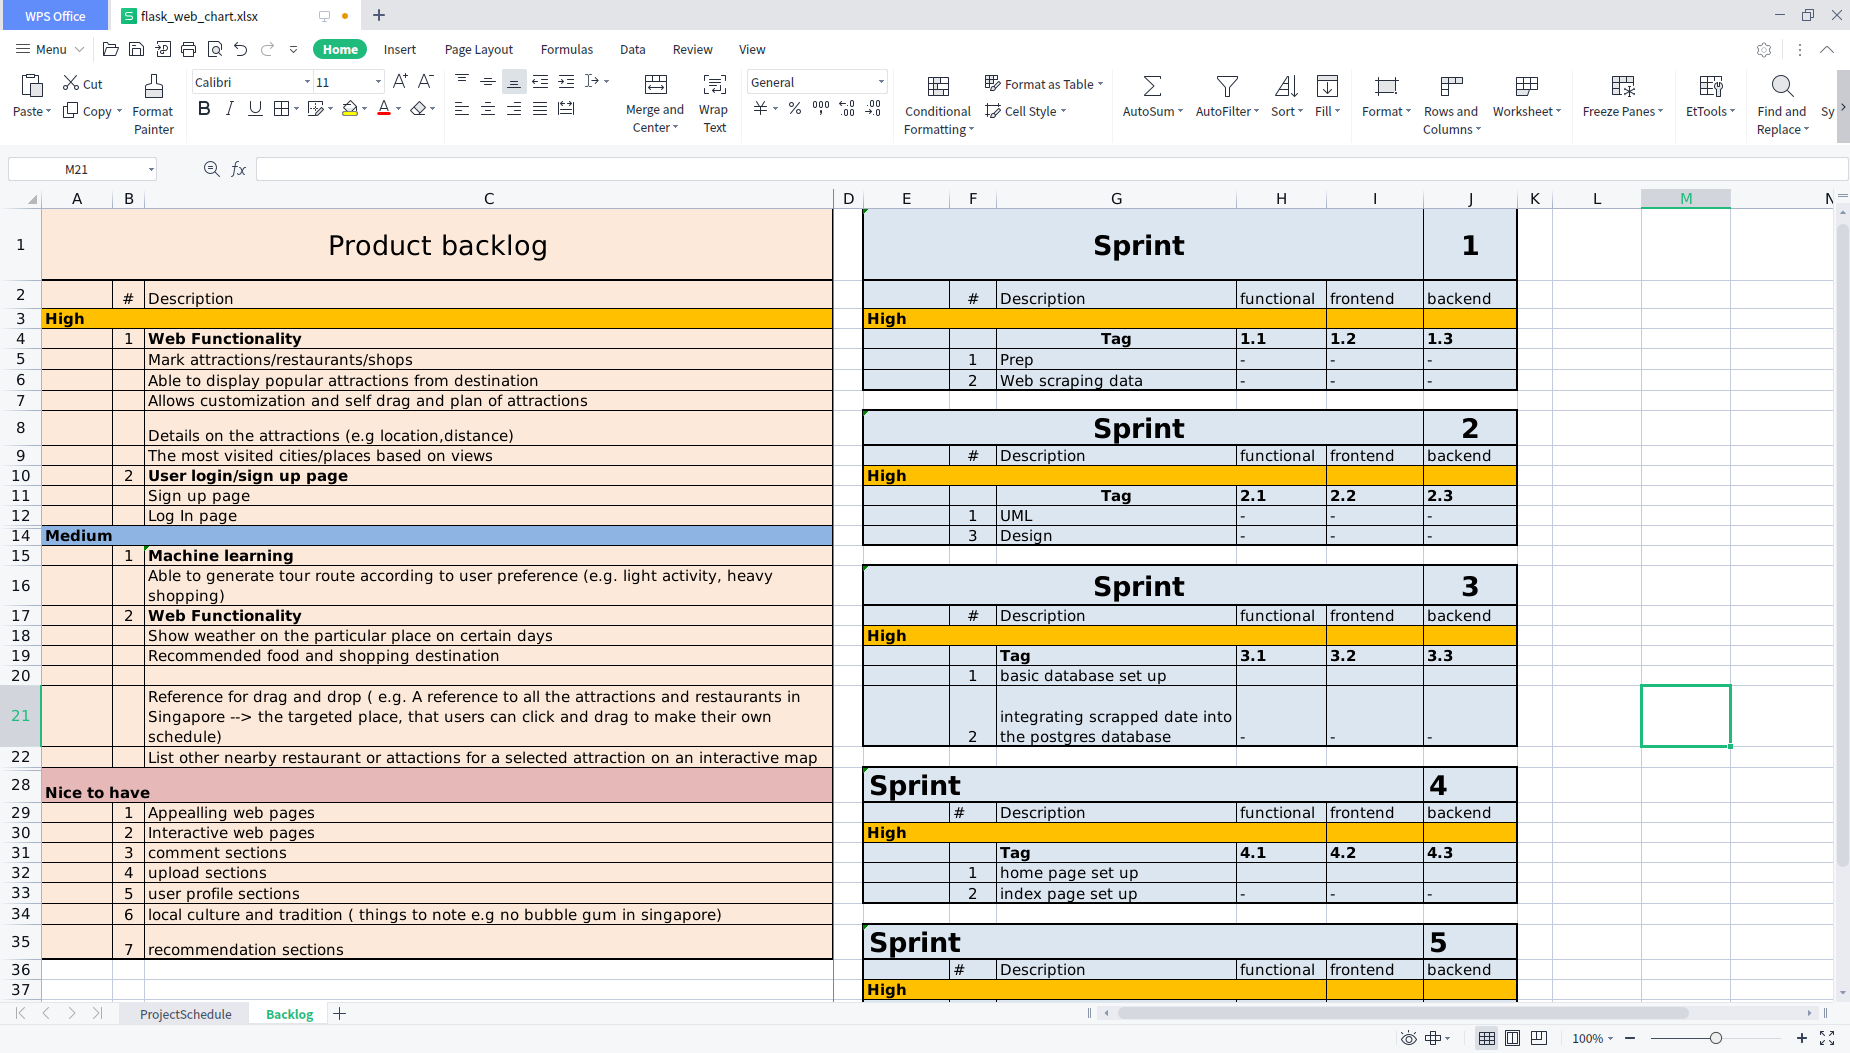 WPS Office flask_web_chart.xlsx
Menu Home Insert Page Layout Formulas Data Review View
Paste Cut Copy Format Painter Calibri 11 Merge and Center Wrap Text General Conditional Formatting Format as Table Cell Style AutoSum AutoFilter Sort Fill Format Rows and Columns Worksheet Freeze Panes EtTools Find and Replace Sy
M21 fx
A B C D E F G H I J K L M N
1 Product backlog Sprint 1
2 # Description # Description functional frontend backend
3 High High
4 1 Web Functionality Tag 1.1 1.2 1.3
5 Mark attractions/restaurants/shops 1 Prep - - -
6 Able to display popular attractions from destination 2 Web scraping data - - -
7 Allows customization and self drag and plan of attractions
8 Details on the attractions (e.g location,distance) Sprint 2
9 The most visited cities/places based on views # Description functional frontend backend
10 2 User login/sign up page High
11 Sign up page Tag 2.1 2.2 2.3
12 Log In page 1 UML - - -
14 Medium 3 Design - - -
15 1 Machine learning
16 Able to generate tour route according to user preference (e.g. light activity, heavy
shopping) Sprint 3
17 2 Web Functionality # Description functional frontend backend
18 Show weather on the particular place on certain days High
19 Recommended food and shopping destination Tag 3.1 3.2 3.3
20 1 basic database set up
21 Reference for drag and drop ( e.g. A reference to all the attractions and restaurants in
Singapore --> the targeted place, that users can click and drag to make their own integrating scrapped date into
schedule) 2 the postgres database - - -
22 List other nearby restaurant or attactions for a selected attraction on an interactive map
28 Nice to have Sprint 4
29 1 Appealling web pages # Description functional frontend backend
30 2 Interactive web pages High
31 3 comment sections Tag 4.1 4.2 4.3
32 4 upload sections 1 home page set up
33 5 user profile sections 2 index page set up - - -
34 6 local culture and tradition ( things to note e.g no bubble gum in singapore)
35 7 recommendation sections Sprint 5
36 # Description functional frontend backend
37 High
ProjectSchedule Backlog
100%